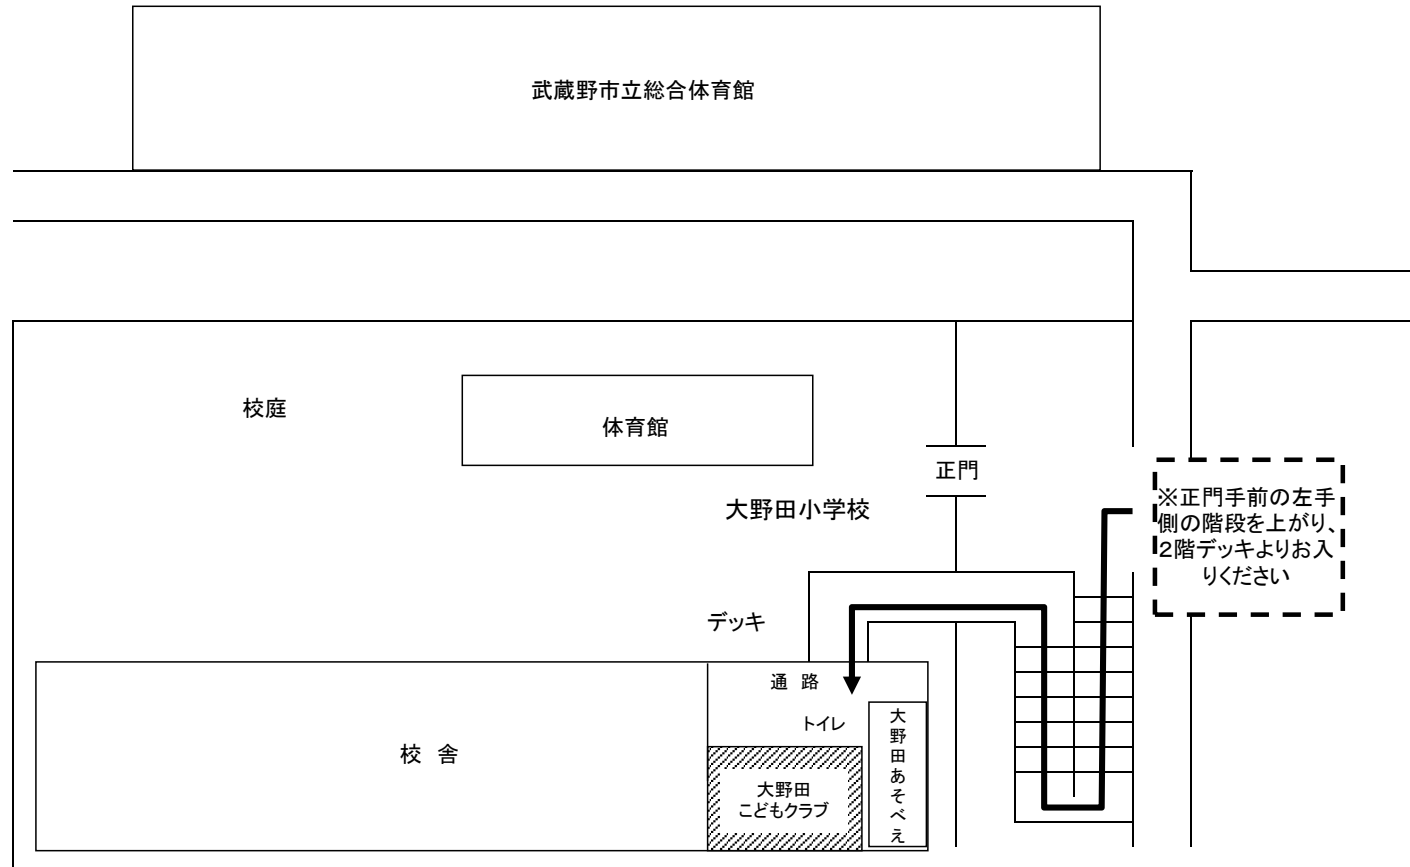 武蔵野市立総合体育館
校庭
体育館
正門
大野田小学校
※正門手前の左手
側の階段を上がり、
2階デッキよりお入
りください
デッキ
通 路
トイレ
大野田あそべえ
校 舎
大野田
こどもクラブ